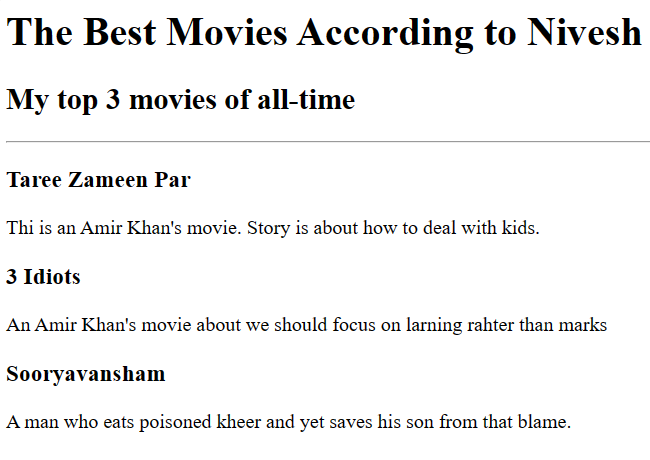 The Best Movies According to Nivesh
My top 3 movies of all-time
Taree Zameen Par
Thi is an Amir Khan's movie. Story is about how to deal with kids.
3 Idiots
An Amir Khan's movie about we should focus on larning rahter than marks
Sooryavansham
A man who eats poisoned kheer and yet saves his son from that blame.